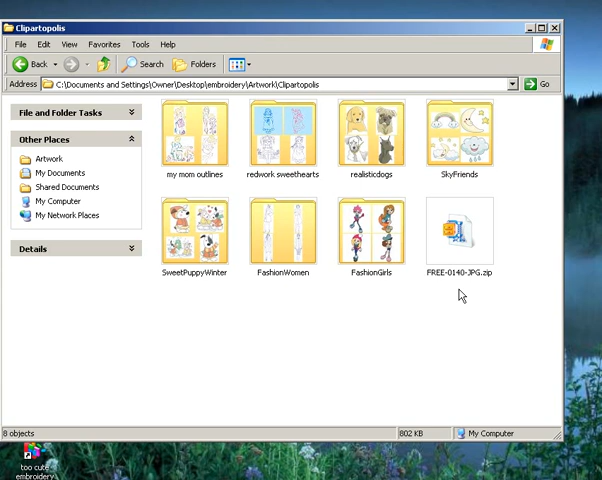 Clipartopolis
File Edit View Favorites Tools Help
Back Search Folders
Address C:\Documents and Settings\Owner\Desktop\embroidery\Artwork\Clipartopolis Go
File and Folder Tasks
Other Places
Artwork
My Documents
Shared Documents
My Computer
My Network Places
Details
my mom outlines redwork sweethearts realisticdogs SkyFriends
SweetPuppyWinter FashionWomen FashionGirls FREE-0140-JPG.zip
8 objects 802 KB My Computer
too cute
embroidery